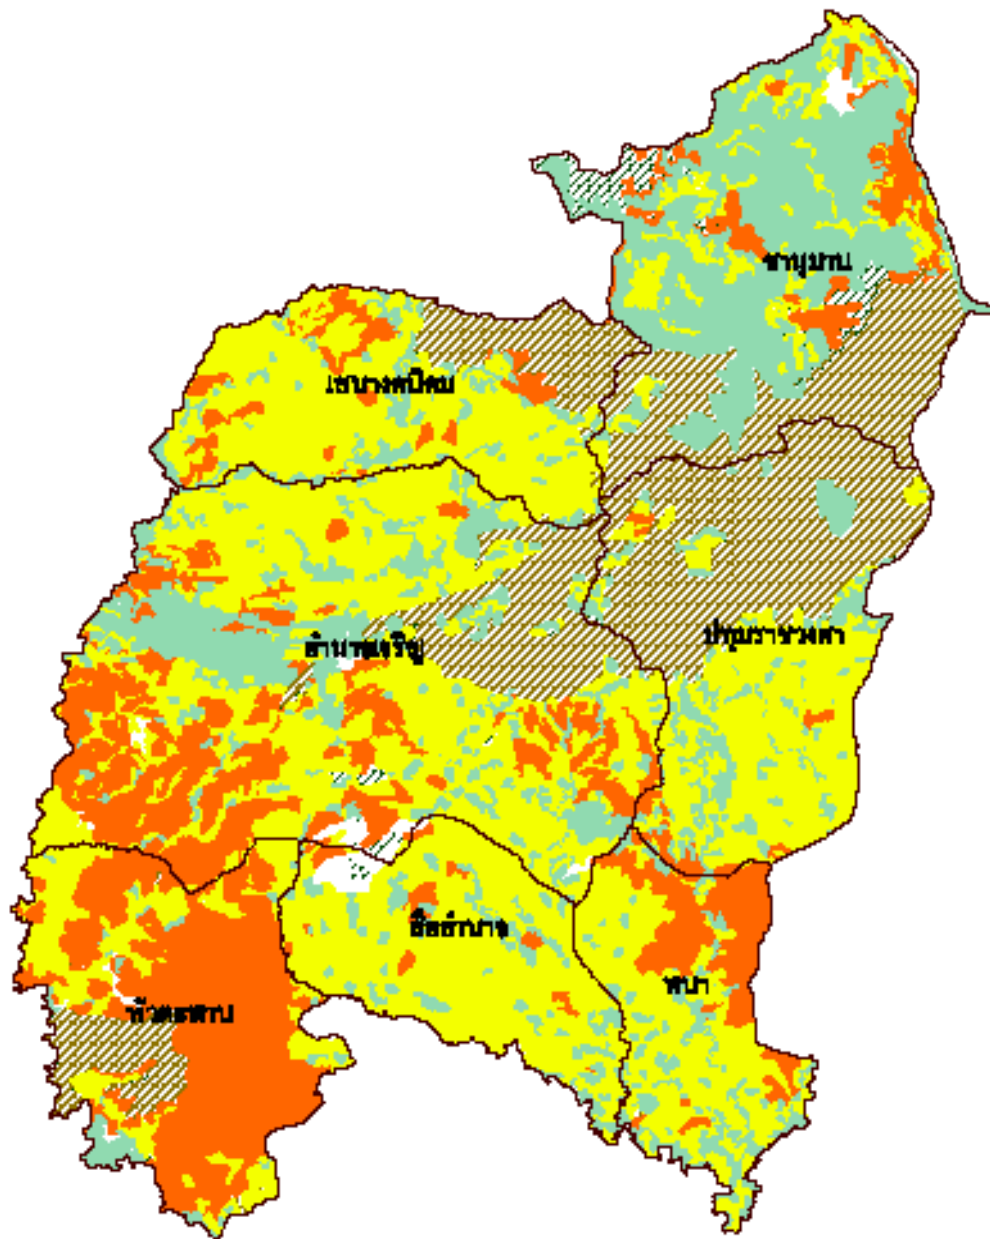 ชานุมาน
เสนางคนิคม
อำนาจเจริญ
ปทุมราชวงศา
ลืออำนาจ
พนา
หัวตะพาน